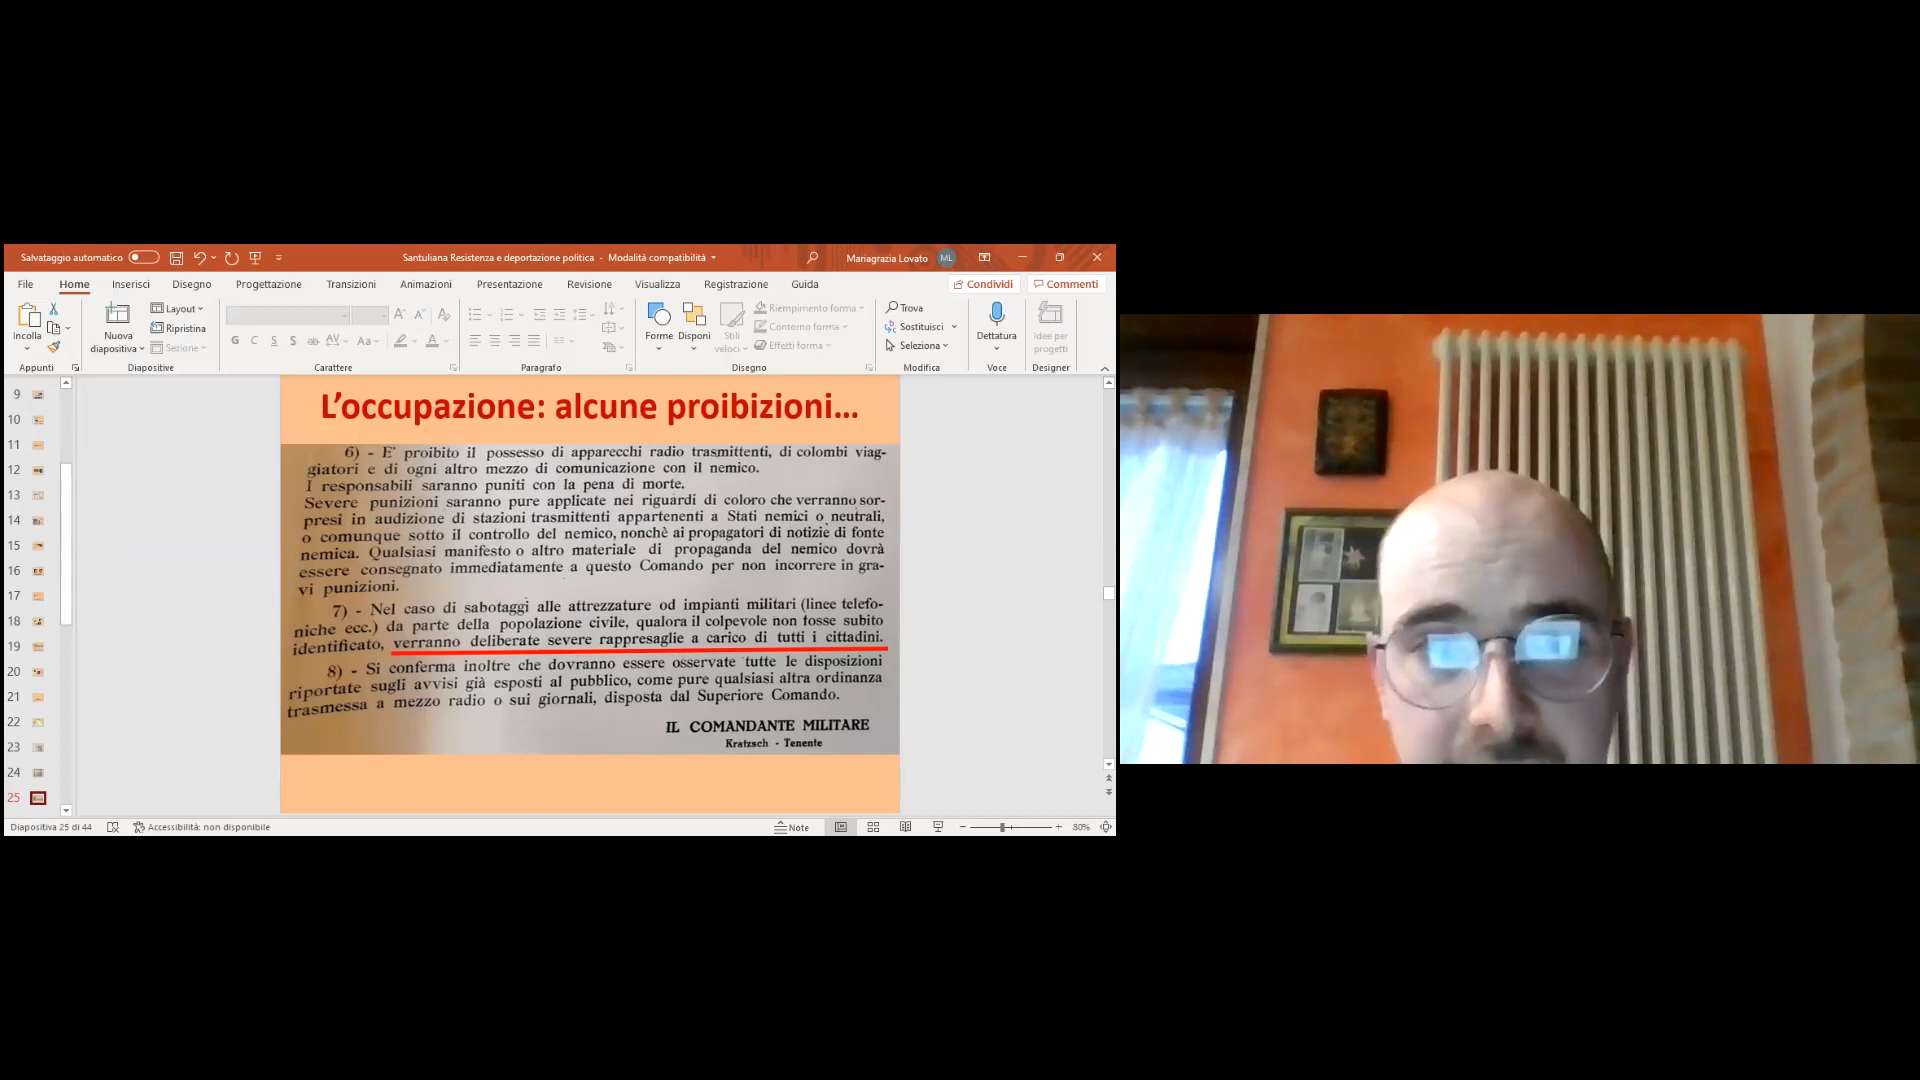 Salvataggio automatico
Santuliana Resistenza e deportazione politica - Modalità compatibilità
Mariagrazia Lovato ML
File Home Inserisci Disegno Progettazione Transizioni Animazioni Presentazione Revisione Visualizza Registrazione Guida Condividi Commenti
Incolla
Nuova
diapositiva
Layout
Ripristina
Sezione
G C S S ab AV Aa A
Forme
Disponi
Stili
veloci
Riempimento forma
Contorno forma
Effetti forma
Trova
Sostituisci
Seleziona
Dettatura
Idee per
progetti
Appunti Diapositive Carattere Paragrafo Disegno Modifica Voce Designer
9
10
11
12
13
14
15
16
17
18
19
20
21
22
23
24
25
L'occupazione: alcune proibizioni...
6) - E' proibito il possesso di apparecchi radio trasmittenti, di colombi viag-
giatori e di ogni altro mezzo di comunicazione con il nemico.
I responsabili saranno puniti con la pena di morte.
Severe punizioni saranno pure applicate nei riguardi di coloro che verranno sor-
presi in audizione di stazioni trasmittenti appartenenti a Stati nemici o neutrali,
o comunque sotto il controllo del nemico, nonchè ai propagatori di notizie di fonte
nemica. Qualsiasi manifesto o altro materiale di propaganda del nemico dovrà
essere consegnato immediatamente a questo Comando per non incorrere in gra-
vi punizioni.
7) - Nel caso di sabotaggi alle attrezzature od impianti militari (linee telefo-
niche ecc.) da parte della popolazione civile, qualora il colpevole non fosse subito
identificato, verranno deliberate severe rappresaglie a carico di tutti i cittadini.
8) - Si conferma inoltre che dovranno essere osservate tutte le disposizioni
riportate sugli avvisi già esposti al pubblico, come pure qualsiasi altra ordinanza
trasmessa a mezzo radio o sui giornali, disposta dal Superiore Comando.
IL COMANDANTE MILITARE
Kratzsch - Tenente
Diapositiva 25 di 44 Accessibilità: non disponibile Note 80%